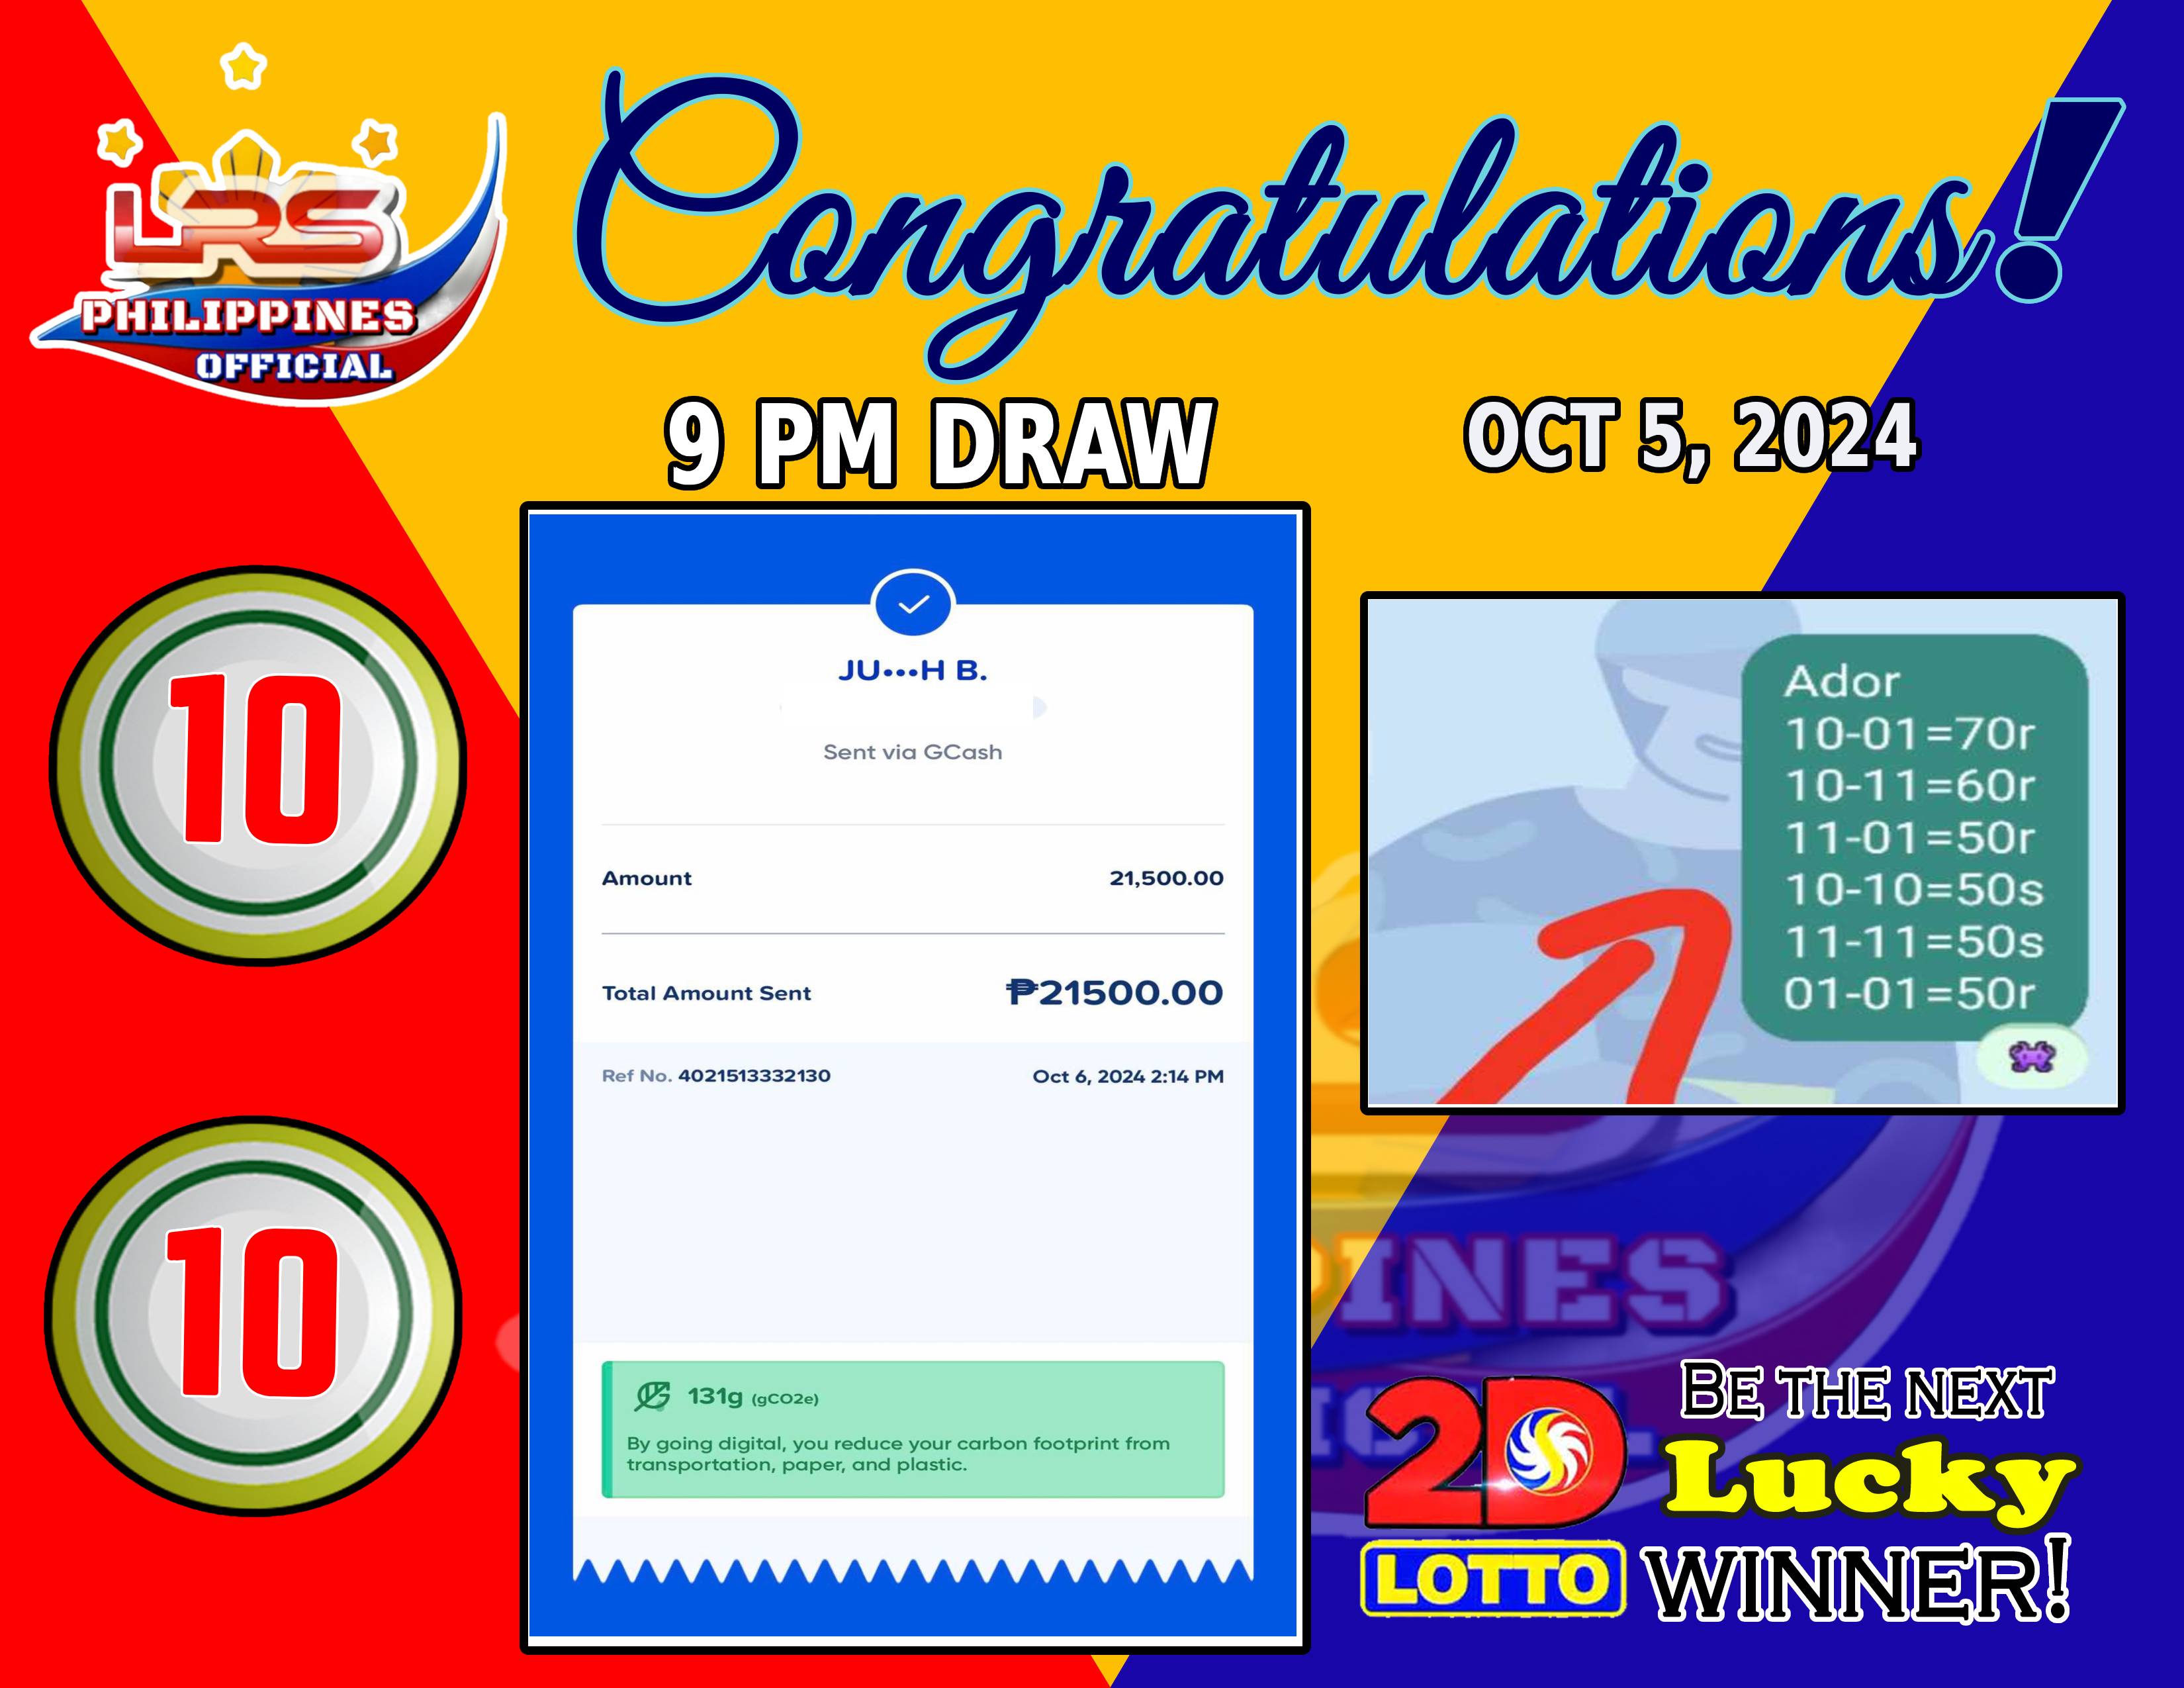 LRS
PHILIPPINES
OFFICIAL
Congratulations!
9 PM DRAW
OCT 5, 2024
10
10
JU•••H B.
Sent via GCash
Amount 21,500.00
Total Amount Sent ₱21500.00
Ref No. 4021513332130 Oct 6, 2024 2:14 PM
131g (gCO2e)
By going digital, you reduce your carbon footprint from
transportation, paper, and plastic.
Ador
10-01=70r
10-11=60r
11-01=50r
10-10=50s
11-11=50s
01-01=50r
PINES
2D
LOTTO
BE THE NEXT
Lucky
WINNER!